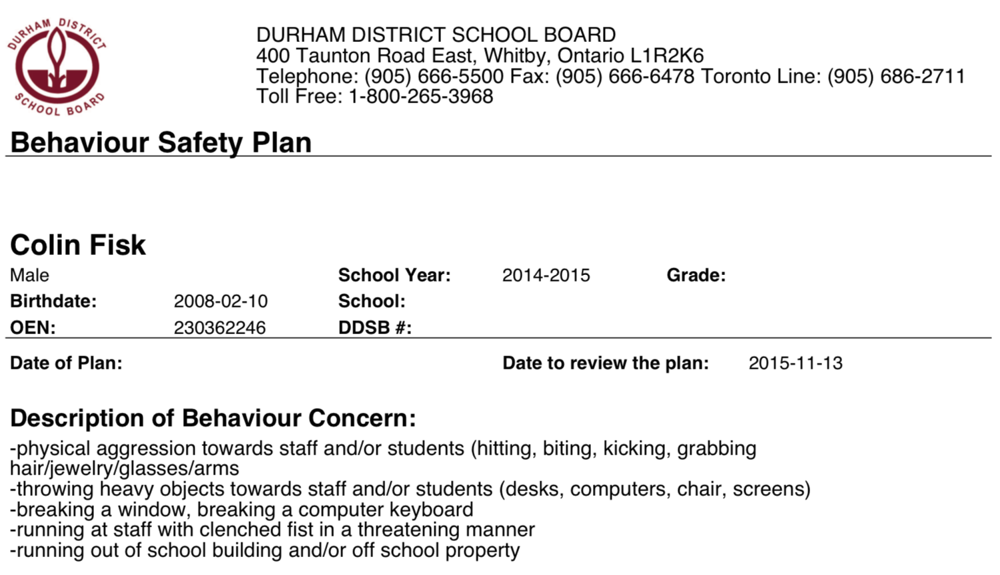 DURHAM DISTRICT
SCHOOL BOARD
DURHAM DISTRICT SCHOOL BOARD
400 Taunton Road East, Whitby, Ontario L1R2K6
Telephone: (905) 666-5500 Fax: (905) 666-6478 Toronto Line: (905) 686-2711
Toll Free: 1-800-265-3968
Behaviour Safety Plan
Colin Fisk
Male School Year: 2014-2015 Grade:
Birthdate: 2008-02-10 School:
OEN: 230362246 DDSB #:
Date of Plan: Date to review the plan: 2015-11-13
Description of Behaviour Concern:
-physical aggression towards staff and/or students (hitting, biting, kicking, grabbing
hair/jewelry/glasses/arms
-throwing heavy objects towards staff and/or students (desks, computers, chair, screens)
-breaking a window, breaking a computer keyboard
-running at staff with clenched fist in a threatening manner
-running out of school building and/or off school property